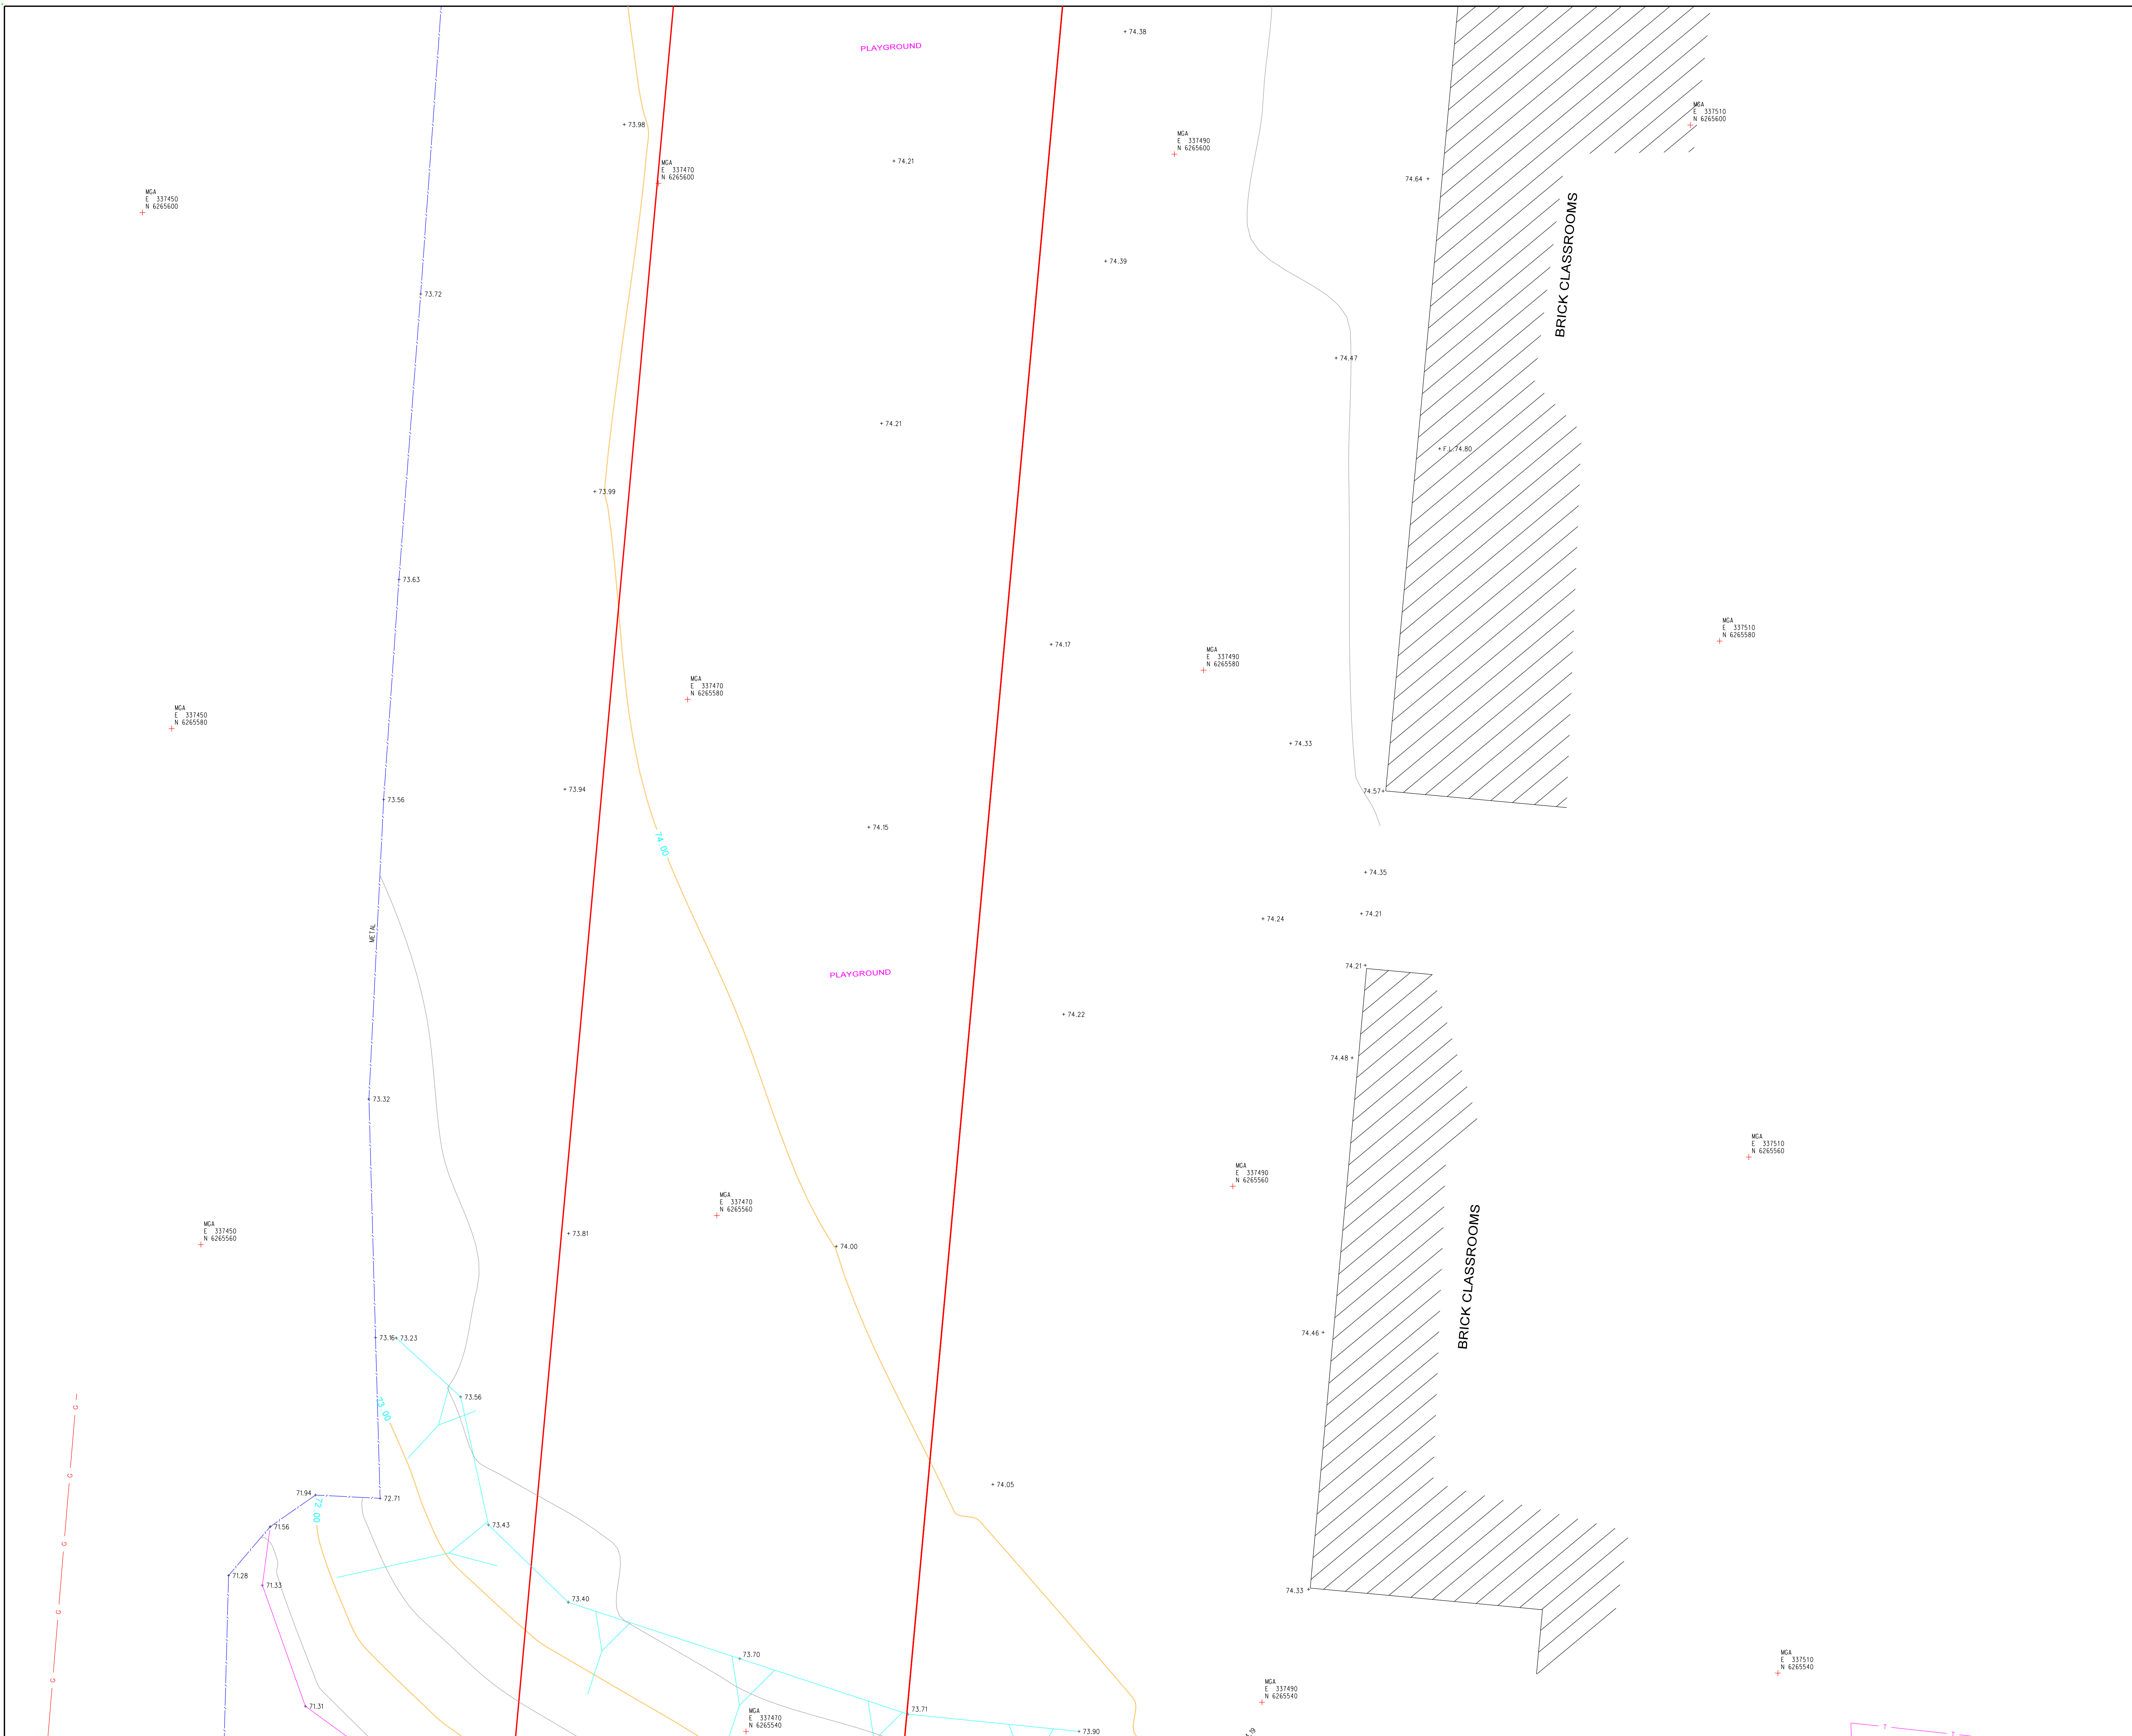 + 74.38
PLAYGROUND
MGA
E 337510
N 6265600
+ 73.98
MGA
E 337490
N 6265600
+ 74.21
MGA
E 337470
N 6265600
74.64 +
MGA
E 337450
N 6265600
BRICK CLASSROOMS
+ 74.39
+ 73.72
+ 74.47
+ 74.21
+ F.L.74.80
+ 73.99
+ 73.63
MGA
E 337510
N 6265580
+ 74.17
MGA
E 337490
N 6265580
MGA
E 337470
N 6265580
MGA
E 337450
N 6265580
+ 74.33
+ 73.94
74.57+
+ 73.56
+ 74.15
74 00
+ 74.35
+ 74.21
+ 74.24
METAL
74.21 +
PLAYGROUND
+ 74.22
74.48 +
+ 73.32
MGA
E 337510
N 6265560
MGA
E 337490
N 6265560
MGA
E 337470
N 6265560
MGA
E 337450
N 6265560
+ 73.81
+ 74.00
BRICK CLASSROOMS
74.46 +
+ 73.16
+ 73.23
+ 73.56
73 00
G
G
G
G
G
+ 74.05
71.94 +
+ 72.71
72 00
+ 71.56
+ 73.43
+ 71.28
+ 71.33
74.33 +
+ 73.40
+ 73.70
MGA
E 337510
N 6265540
MGA
E 337490
N 6265540
+ 71.31
+ 73.71
MGA
E 337470
N 6265540
+ 73.90
T
T